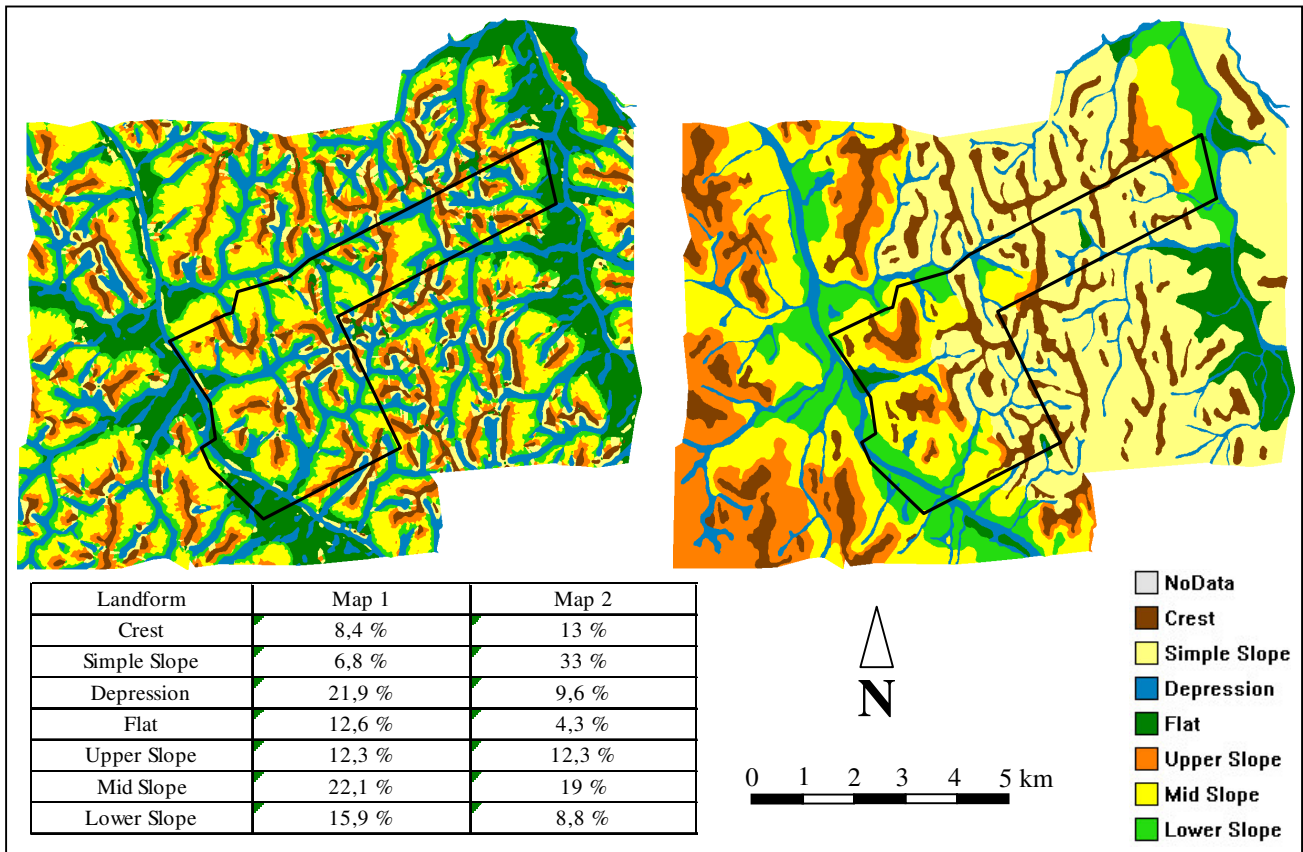 Landform Map 1 Map 2
Crest 8,4 % 13 %
Simple Slope 6,8 % 33 %
Depression 21,9 % 9,6 %
Flat 12,6 % 4,3 %
Upper Slope 12,3 % 12,3 %
Mid Slope 22,1 % 19 %
Lower Slope 15,9 % 8,8 %
N
0 1 2 3 4 5 km
NoData
Crest
Simple Slope
Depression
Flat
Upper Slope
Mid Slope
Lower Slope